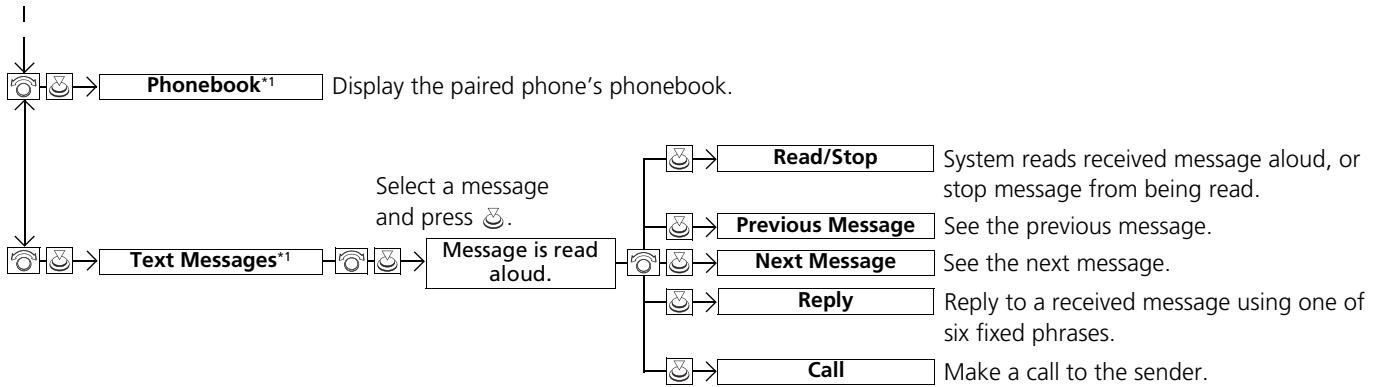 Phonebook*1 Display the paired phone's phonebook.
Select a message
and press .
Text Messages*1
Message is read
aloud.
Read/Stop System reads received message aloud, or
stop message from being read.
Previous Message See the previous message.
Next Message See the next message.
Reply Reply to a received message using one of
six fixed phrases.
Call Make a call to the sender.